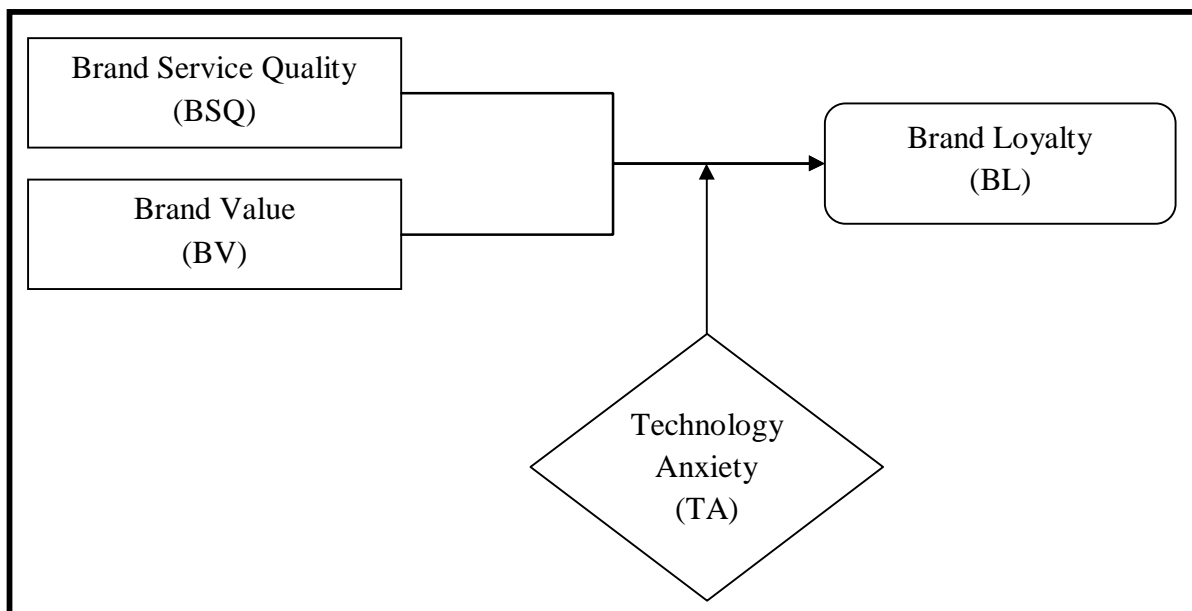 Brand Service Quality
(BSQ)
Brand Value
(BV)
Brand Loyalty
(BL)
Technology
Anxiety
(TA)